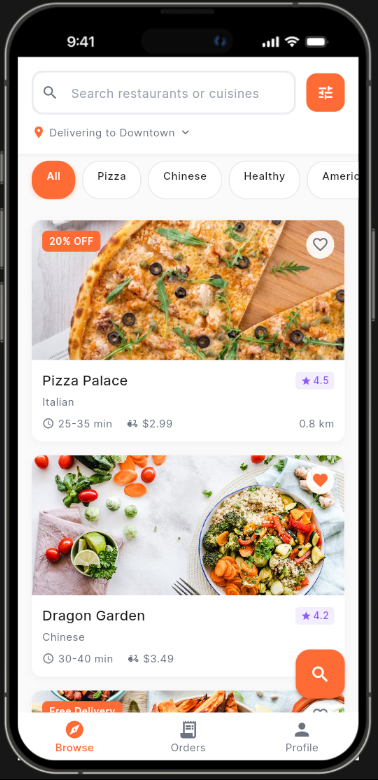 9:41
Search restaurants or cuisines
Delivering to Downtown
All Pizza Chinese Healthy Americ
20% OFF
Pizza Palace 4.5
Italian
25-35 min $2.99 0.8 km
Dragon Garden 4.2
Chinese
30-40 min $3.49
Free Delivery
Browse Orders Profile